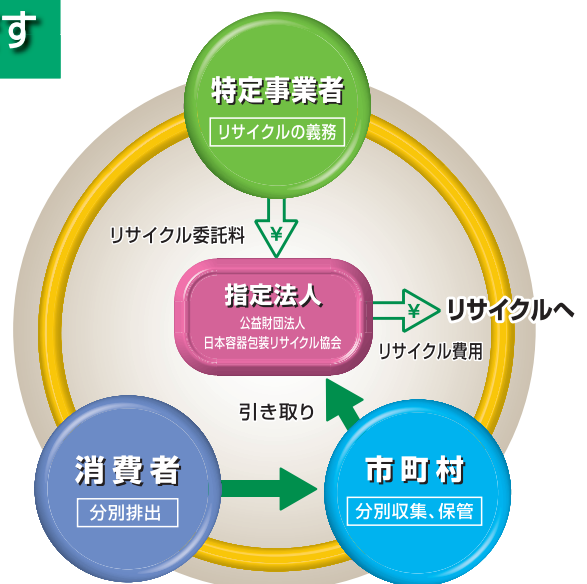 す
特定事業者
リサイクルの義務
リサイクル委託料
¥
指定法人
公益財団法人
日本容器包装リサイクル協会
¥
リサイクルへ
リサイクル費用
引き取り
消費者
分別排出
市町村
分別収集、保管